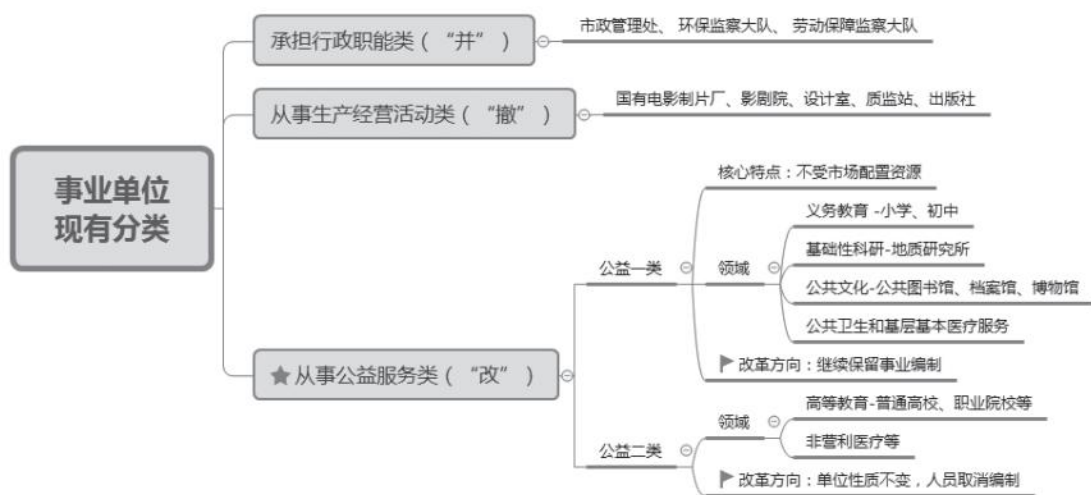 事业单位
现有分类
承担行政职能类（“并”）
市政管理处、 环保监察大队、 劳动保障监察大队
从事生产经营活动类（“撤”）
国有电影制片厂、影剧院、设计室、质监站、出版社
从事公益服务类（“改”）
公益一类
核心特点：不受市场配置资源
领域
义务教育 -小学、初中
基础性科研-地质研究所
公共文化-公共图书馆、档案馆、博物馆
公共卫生和基层基本医疗服务
改革方向：继续保留事业编制
公益二类
领域
高等教育-普通高校、职业院校等
非营利医疗等
改革方向：单位性质不变，人员取消编制